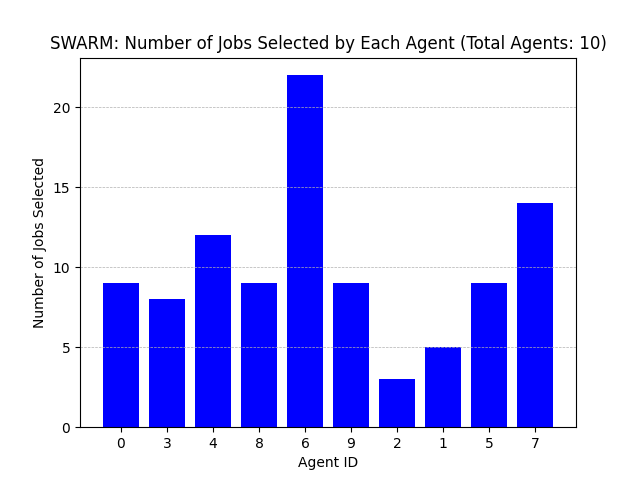 SWARM: Number of Jobs Selected by Each Agent (Total Agents: 10)
Number of Jobs Selected
20
15
10
5
0
0 3 4 8 6 9 2 1 5 7
Agent ID